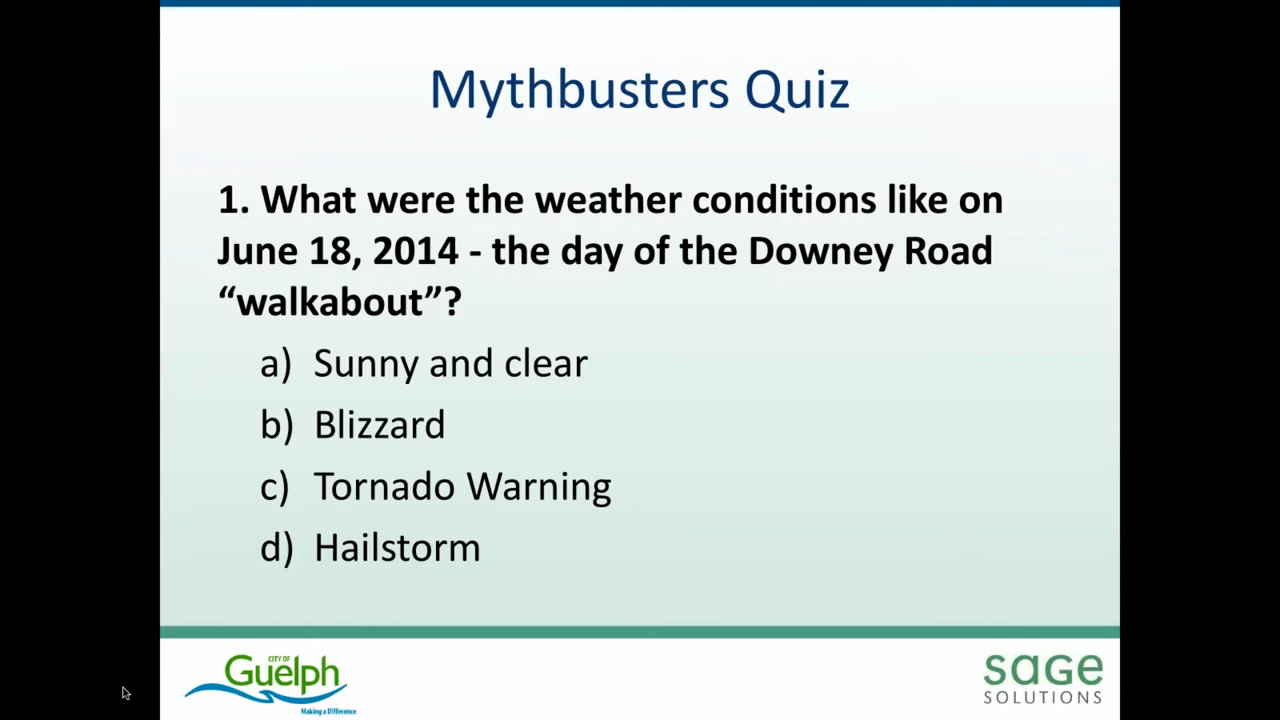 Mythbusters Quiz
1. What were the weather conditions like on
June 18, 2014 - the day of the Downey Road
“walkabout”?
a) Sunny and clear
b) Blizzard
c) Tornado Warning
d) Hailstorm
CITY OF
Guelph
Making a Difference
sage
SOLUTIONS